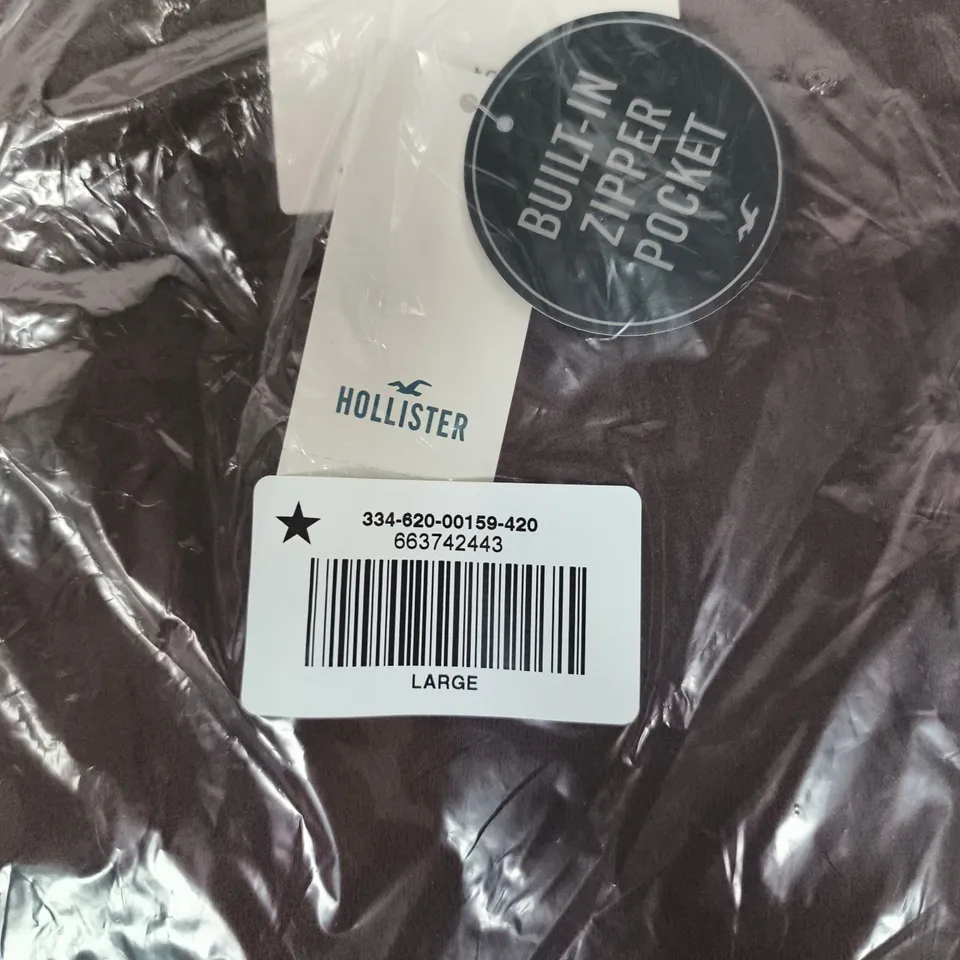 BUILT-IN
ZIPPER
POCKET
HOLLISTER
334-620-00159-420
663742443
LARGE